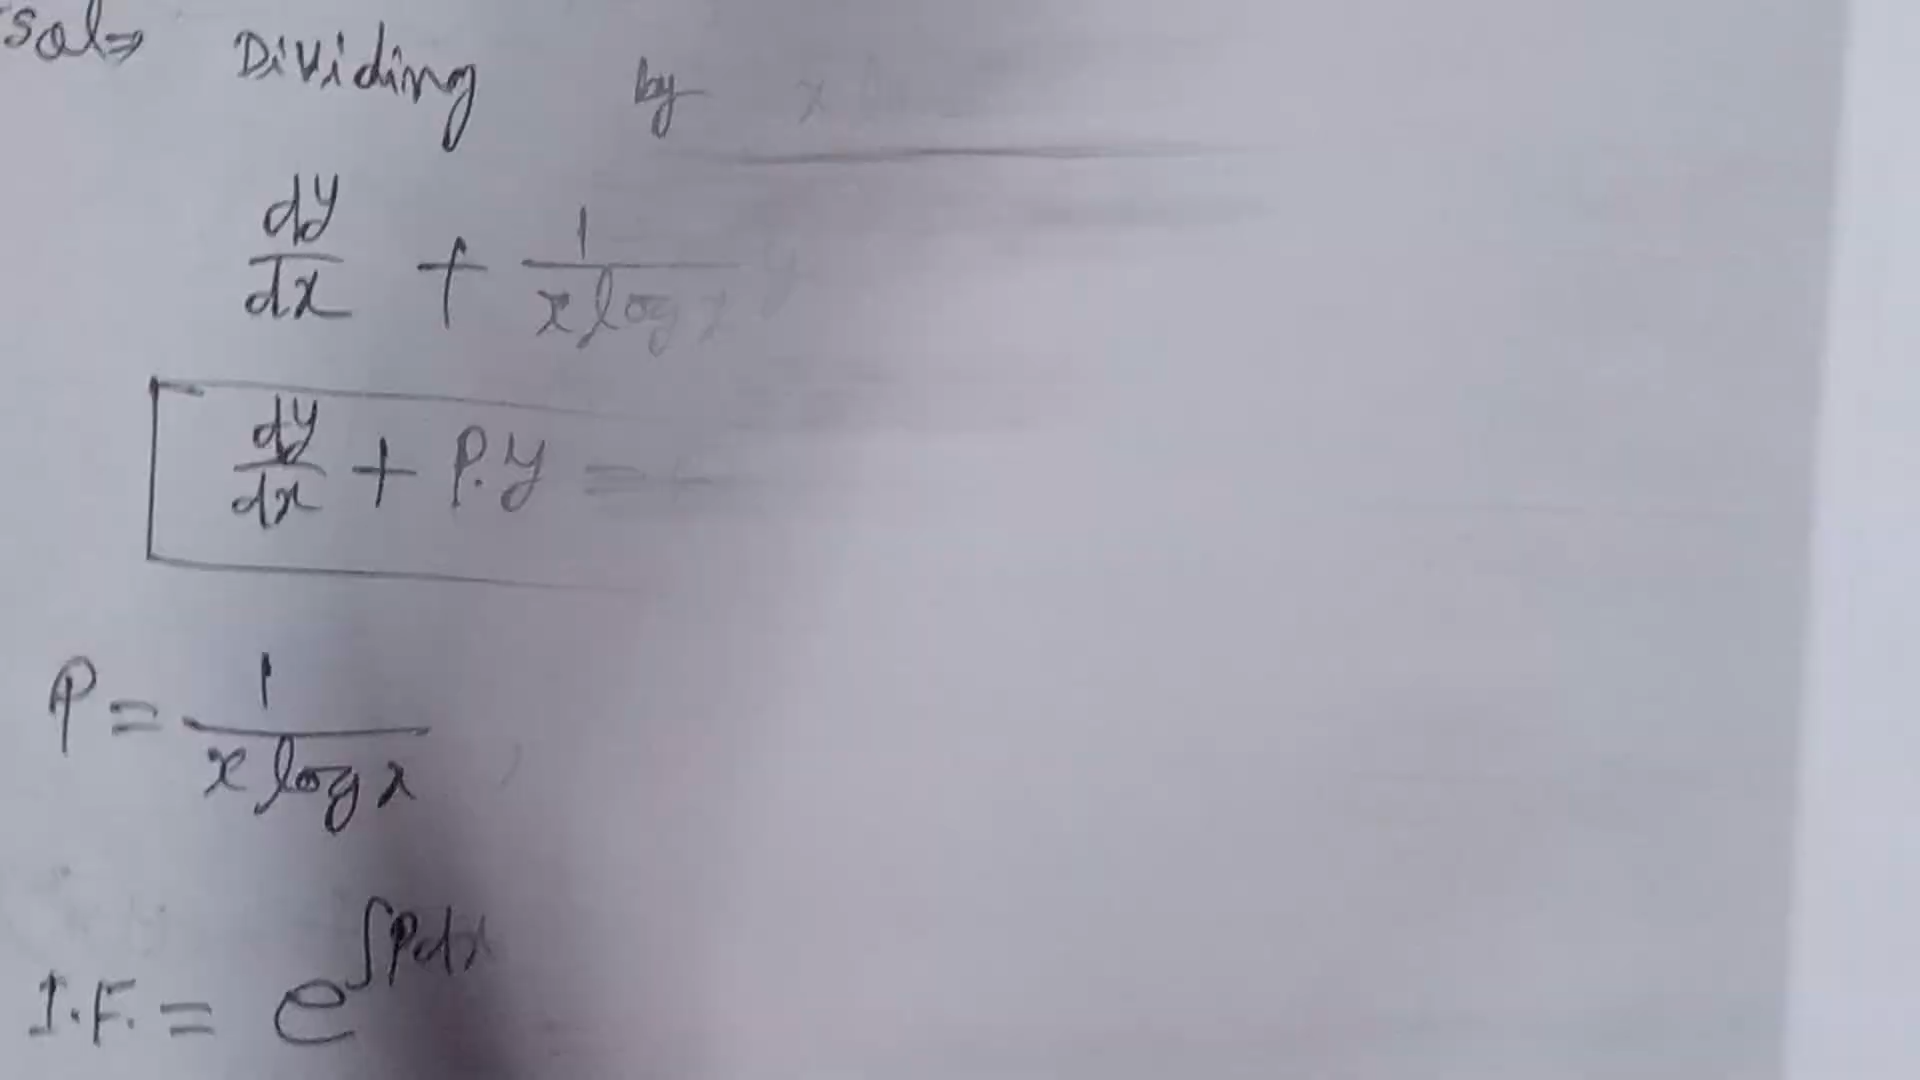 Sol⇒ Dividing by x
dy/dx + 1/(x log x) y
dy/dx + P.y =
P = 1/(x log x)
I.F. = e^∫Pdx